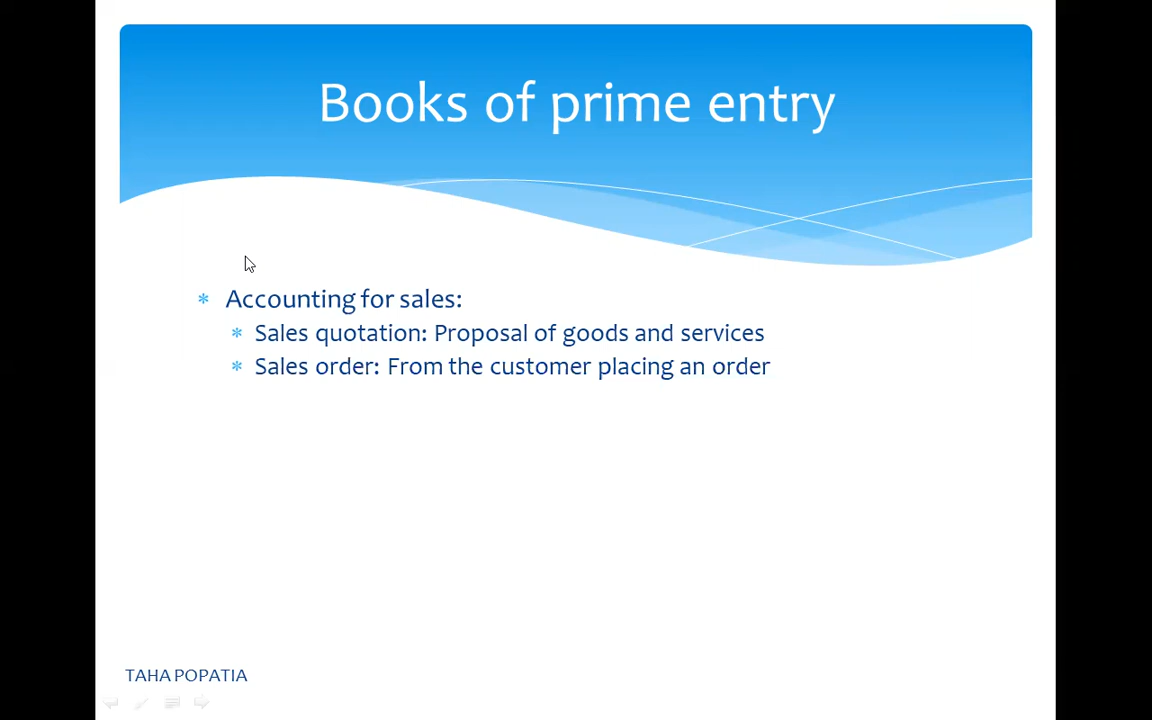 Books of prime entry
* Accounting for sales:
* Sales quotation: Proposal of goods and services
* Sales order: From the customer placing an order
TAHA POPATIA